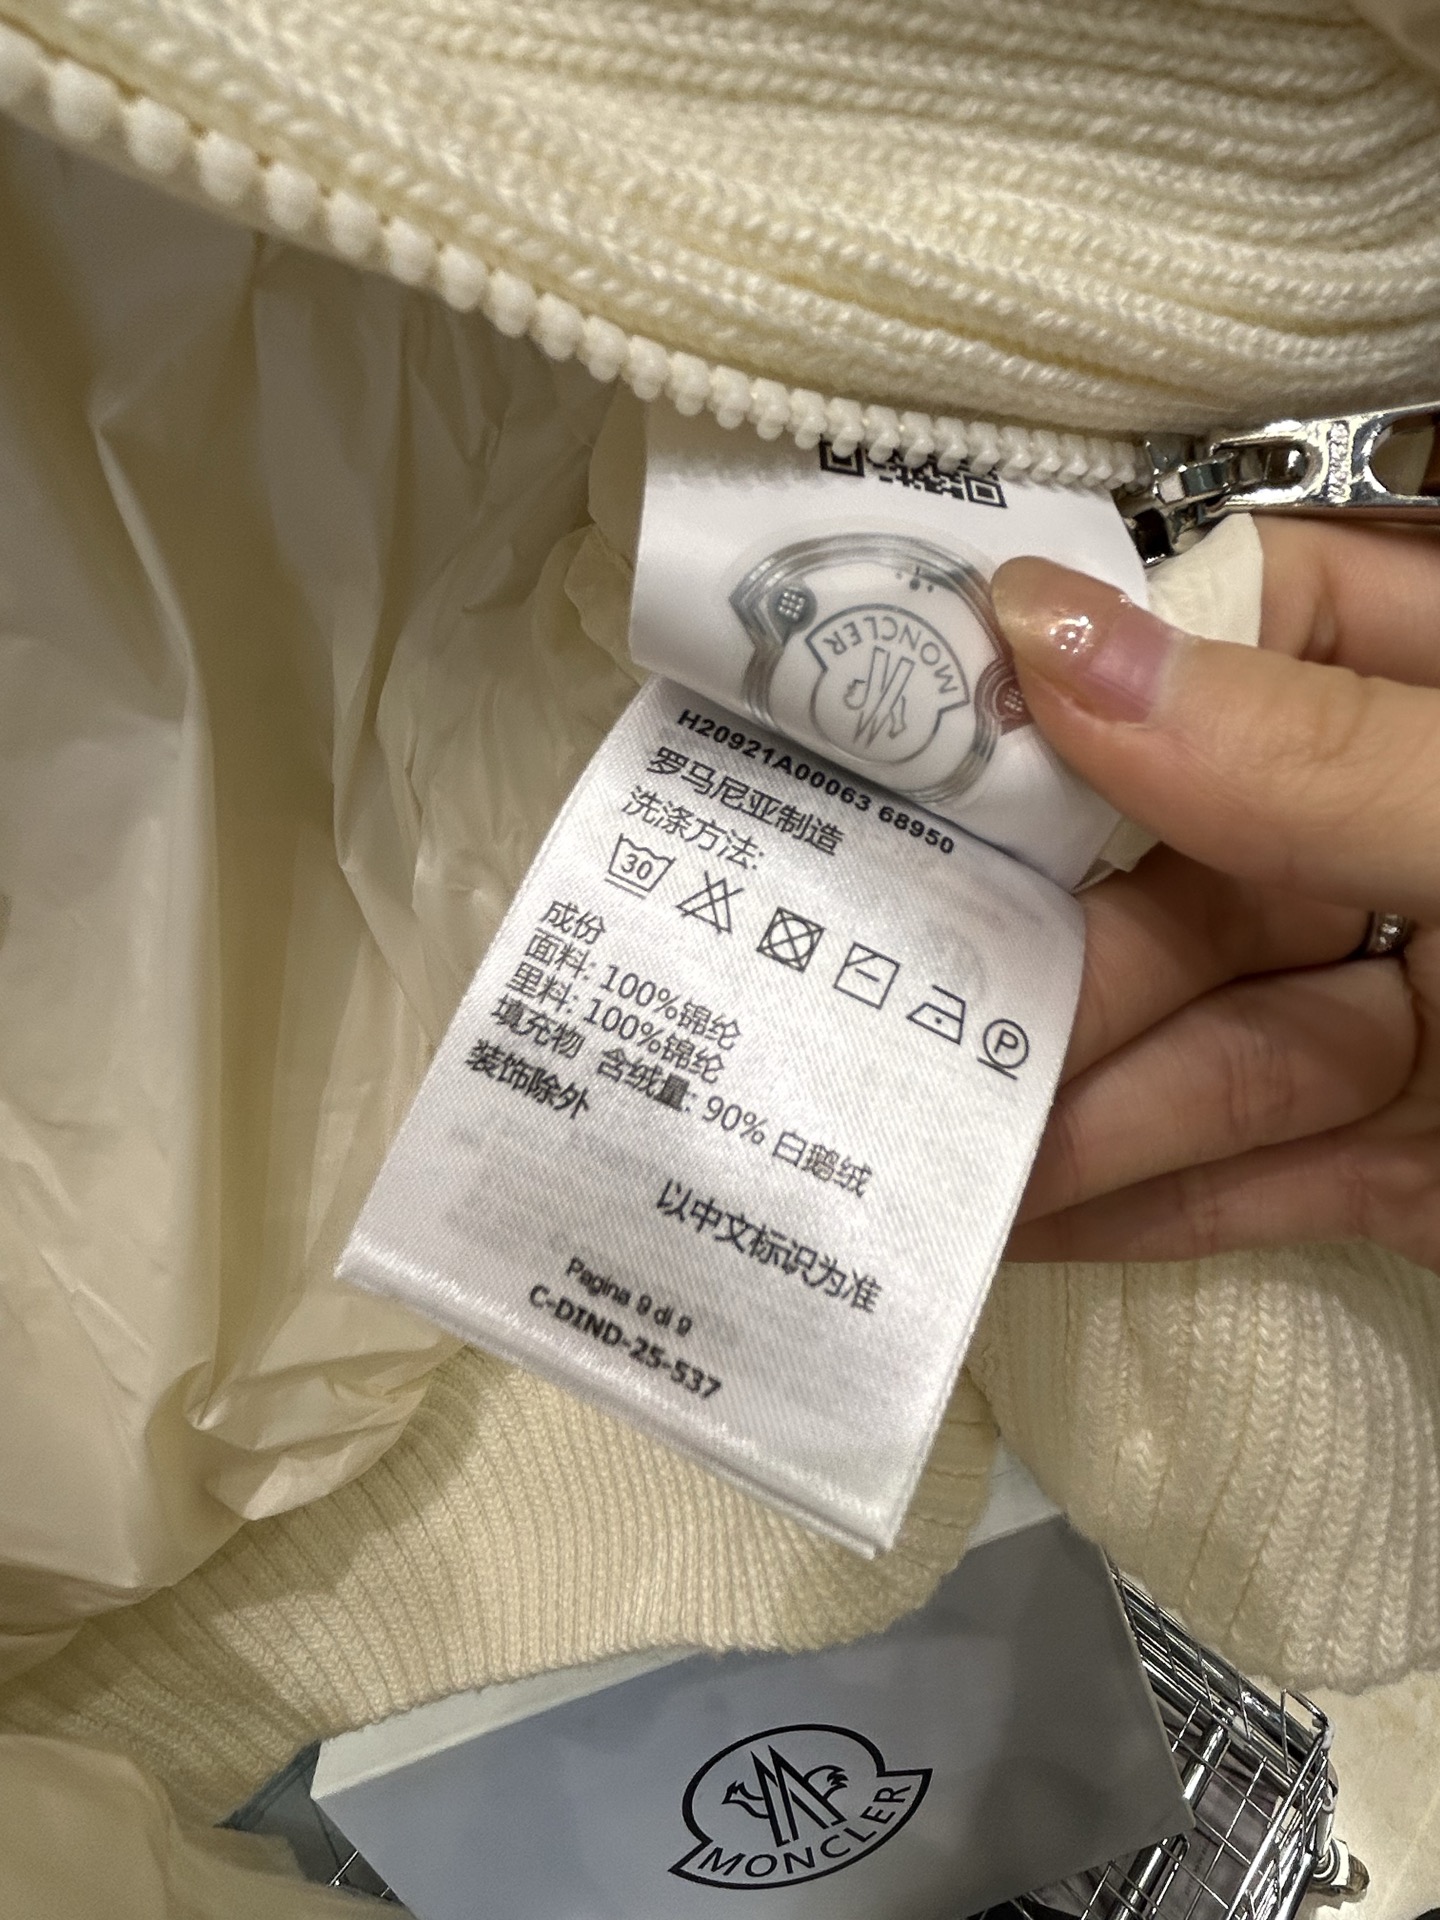 MONCLER
H20921A00063 68950
罗马尼亚制造
洗涤方法:
30
P
成份
面料: 100%锦纶
里料: 100%锦纶
填充物 含绒量: 90% 白鹅绒
装饰除外
以中文标识为准
Pagina 9 di 9
C-DIND-25-537
MONCLER